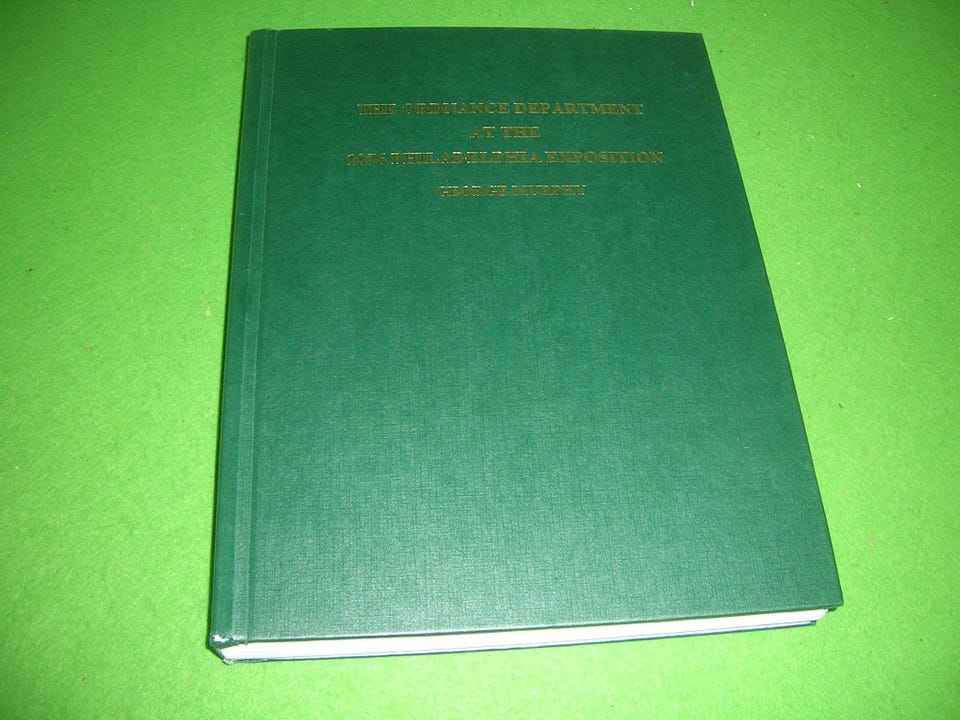 THE ORDNANCE DEPARTMENT
AT THE
1876 PHILADELPHIA EXPOSITION
GEORGE MURPHY